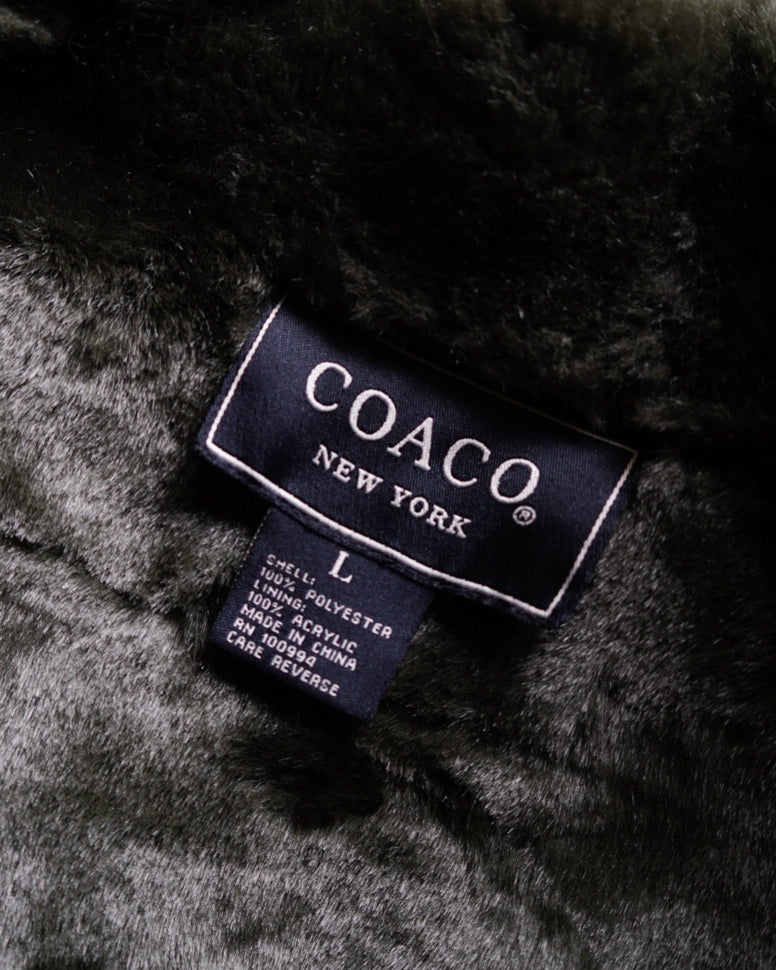 COACO
NEW YORK
®
L
SHELL:
100% POLYESTER
LINING:
100% ACRYLIC
MADE IN CHINA
RN 100994
CARE REVERSE